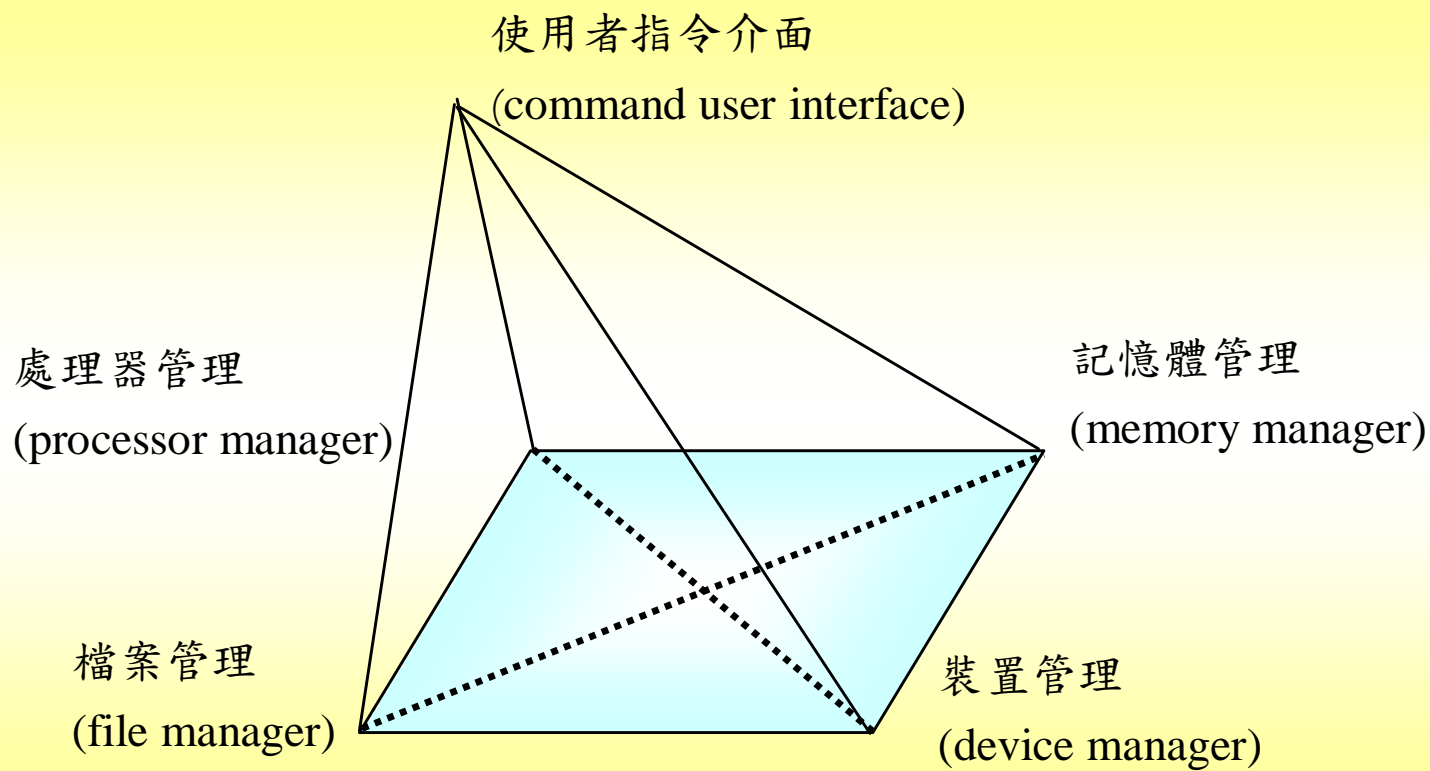 使用者指令介面
(command user interface)
處理器管理
(processor manager)
記憶體管理
(memory manager)
檔案管理
(file manager)
裝置管理
(device manager)